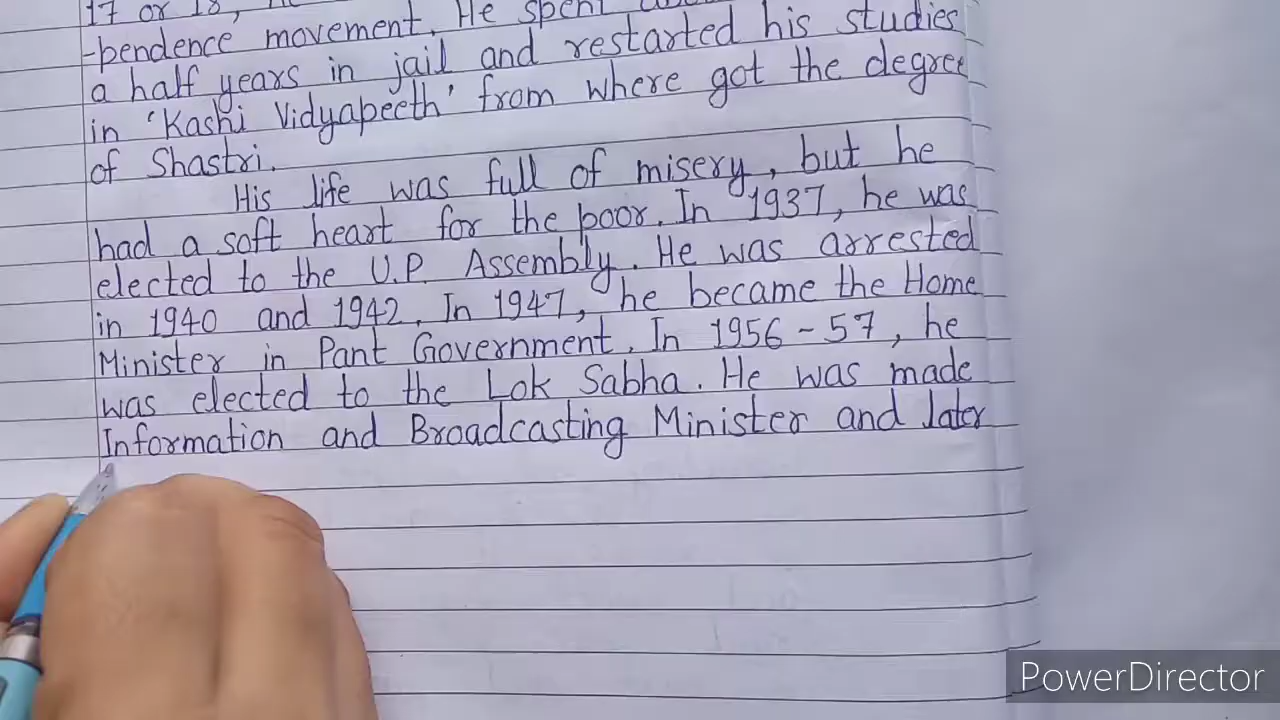 17 or 18, he
-pendence movement. He spent
a half years in jail and restarted his studies
in 'Kashi Vidyapeeth' from where got the degree
of Shastri.
His life was full of misery, but he
had a soft heart for the poor. In 1937, he was
elected to the U.P. Assembly. He was arrested
in 1940 and 1942. In 1947, he became the Home
Minister in Pant Government. In 1956-57, he
was elected to the Lok Sabha. He was made
Information and Broadcasting Minister and later
PowerDirector